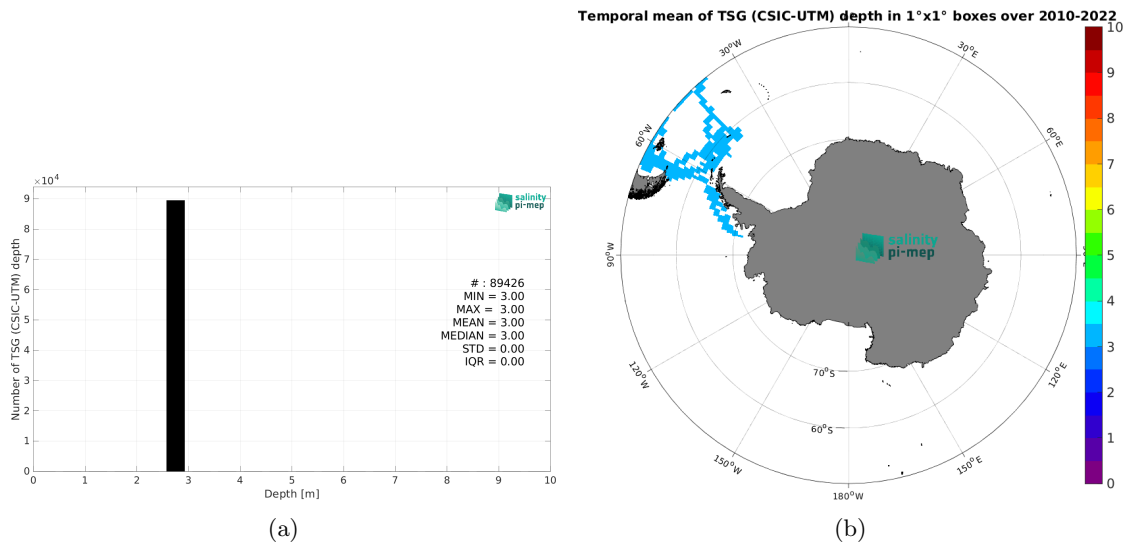 ×10⁴
9
8
7
6
5
4
3
2
1
0
Number of TSG (CSIC-UTM) depth
0 1 2 3 4 5 6 7 8 9 10
Depth [m]
salinity
pi-mep
# : 89426
MIN = 3.00
MAX = 3.00
MEAN = 3.00
MEDIAN = 3.00
STD = 0.00
IQR = 0.00
(a)
Temporal mean of TSG (CSIC-UTM) depth in 1°x1° boxes over 2010-2022
30°W
30°E
60°W
60°E
90°W
120°W
120°E
150°W
150°E
180°W
70°S
60°S
salinity
pi-mep
10
9
8
7
6
5
4
3
2
1
0
(b)